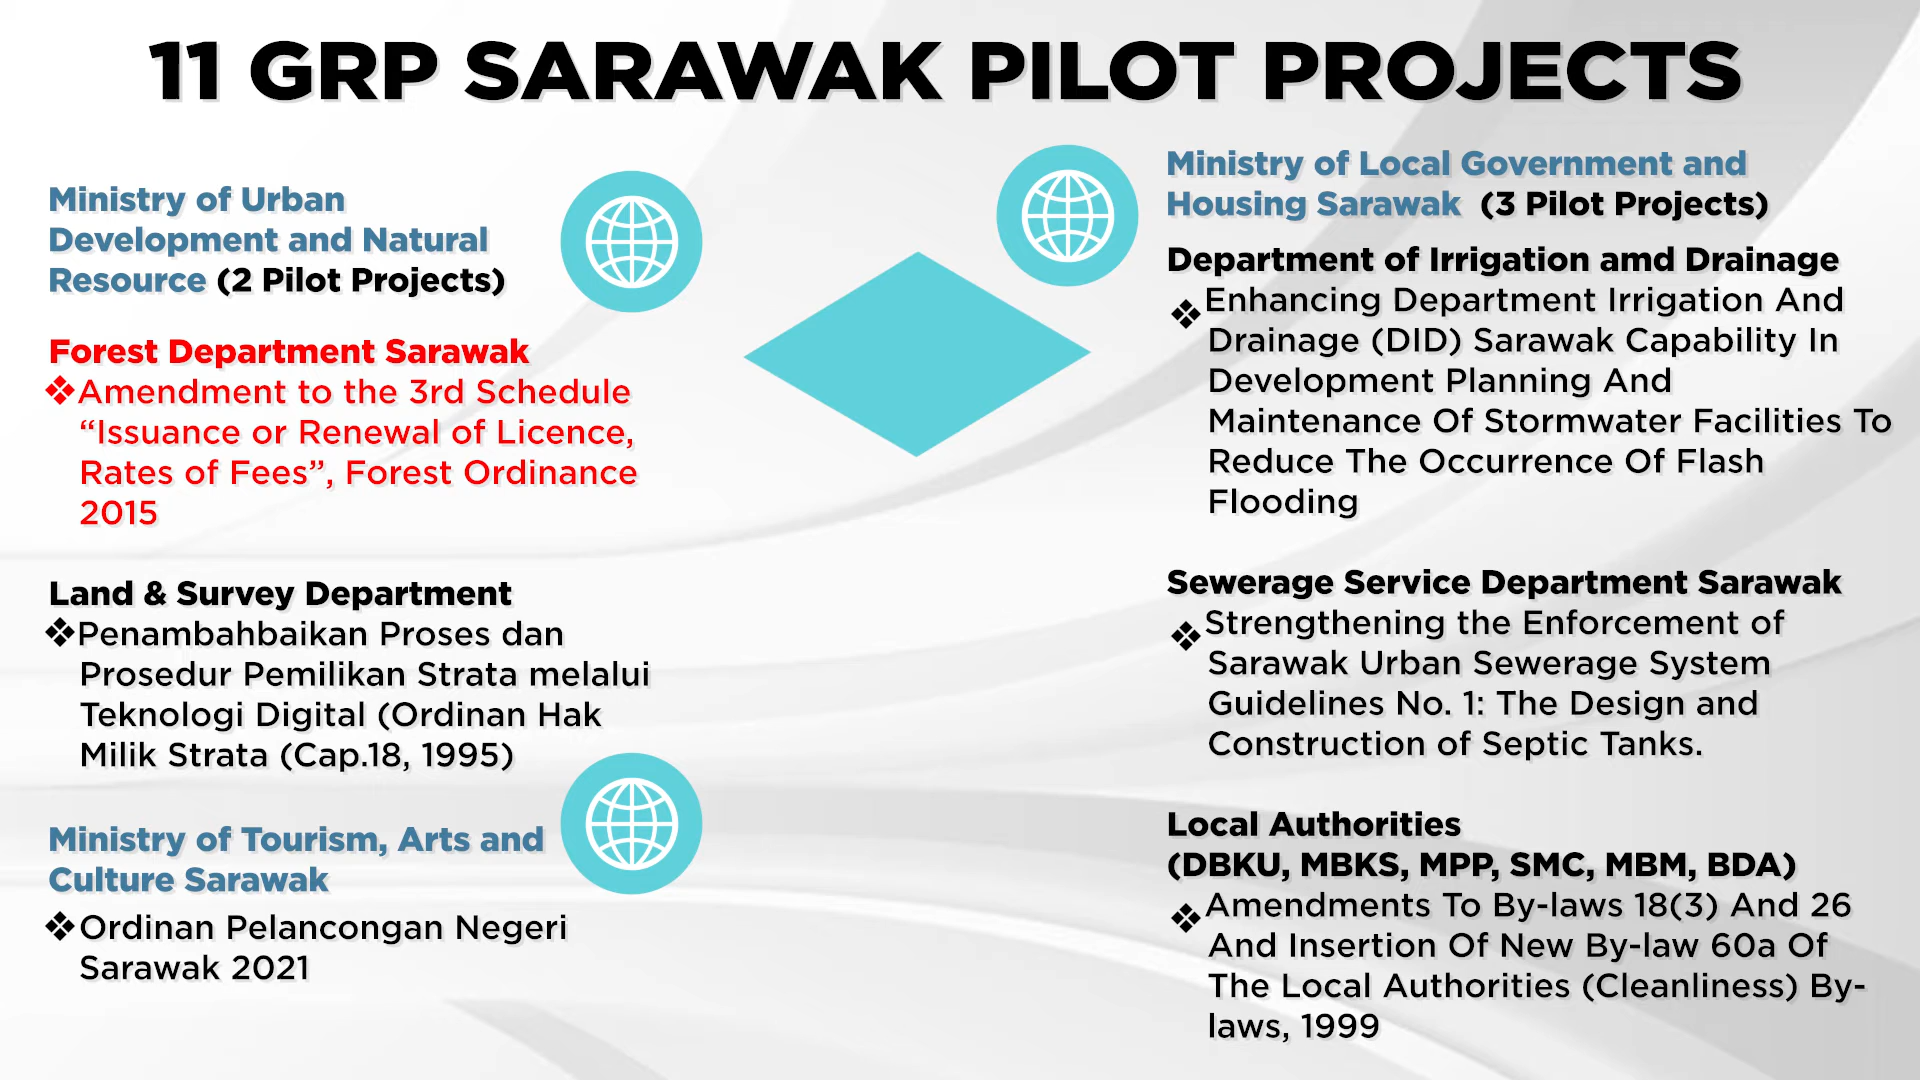 11 GRP SARAWAK PILOT PROJECTS
Ministry of Urban
Development and Natural
Resource (2 Pilot Projects)
Forest Department Sarawak
❖Amendment to the 3rd Schedule
“Issuance or Renewal of Licence,
Rates of Fees”, Forest Ordinance
2015
Land & Survey Department
❖Penambahbaikan Proses dan
Prosedur Pemilikan Strata melalui
Teknologi Digital (Ordinan Hak
Milik Strata (Cap.18, 1995)
Ministry of Tourism, Arts and
Culture Sarawak
❖Ordinan Pelancongan Negeri
Sarawak 2021
Ministry of Local Government and
Housing Sarawak (3 Pilot Projects)
Department of Irrigation amd Drainage
❖Enhancing Department Irrigation And
Drainage (DID) Sarawak Capability In
Development Planning And
Maintenance Of Stormwater Facilities To
Reduce The Occurrence Of Flash
Flooding
Sewerage Service Department Sarawak
❖Strengthening the Enforcement of
Sarawak Urban Sewerage System
Guidelines No. 1: The Design and
Construction of Septic Tanks.
Local Authorities
(DBKU, MBKS, MPP, SMC, MBM, BDA)
❖Amendments To By-laws 18(3) And 26
And Insertion Of New By-law 60a Of
The Local Authorities (Cleanliness) By-
laws, 1999